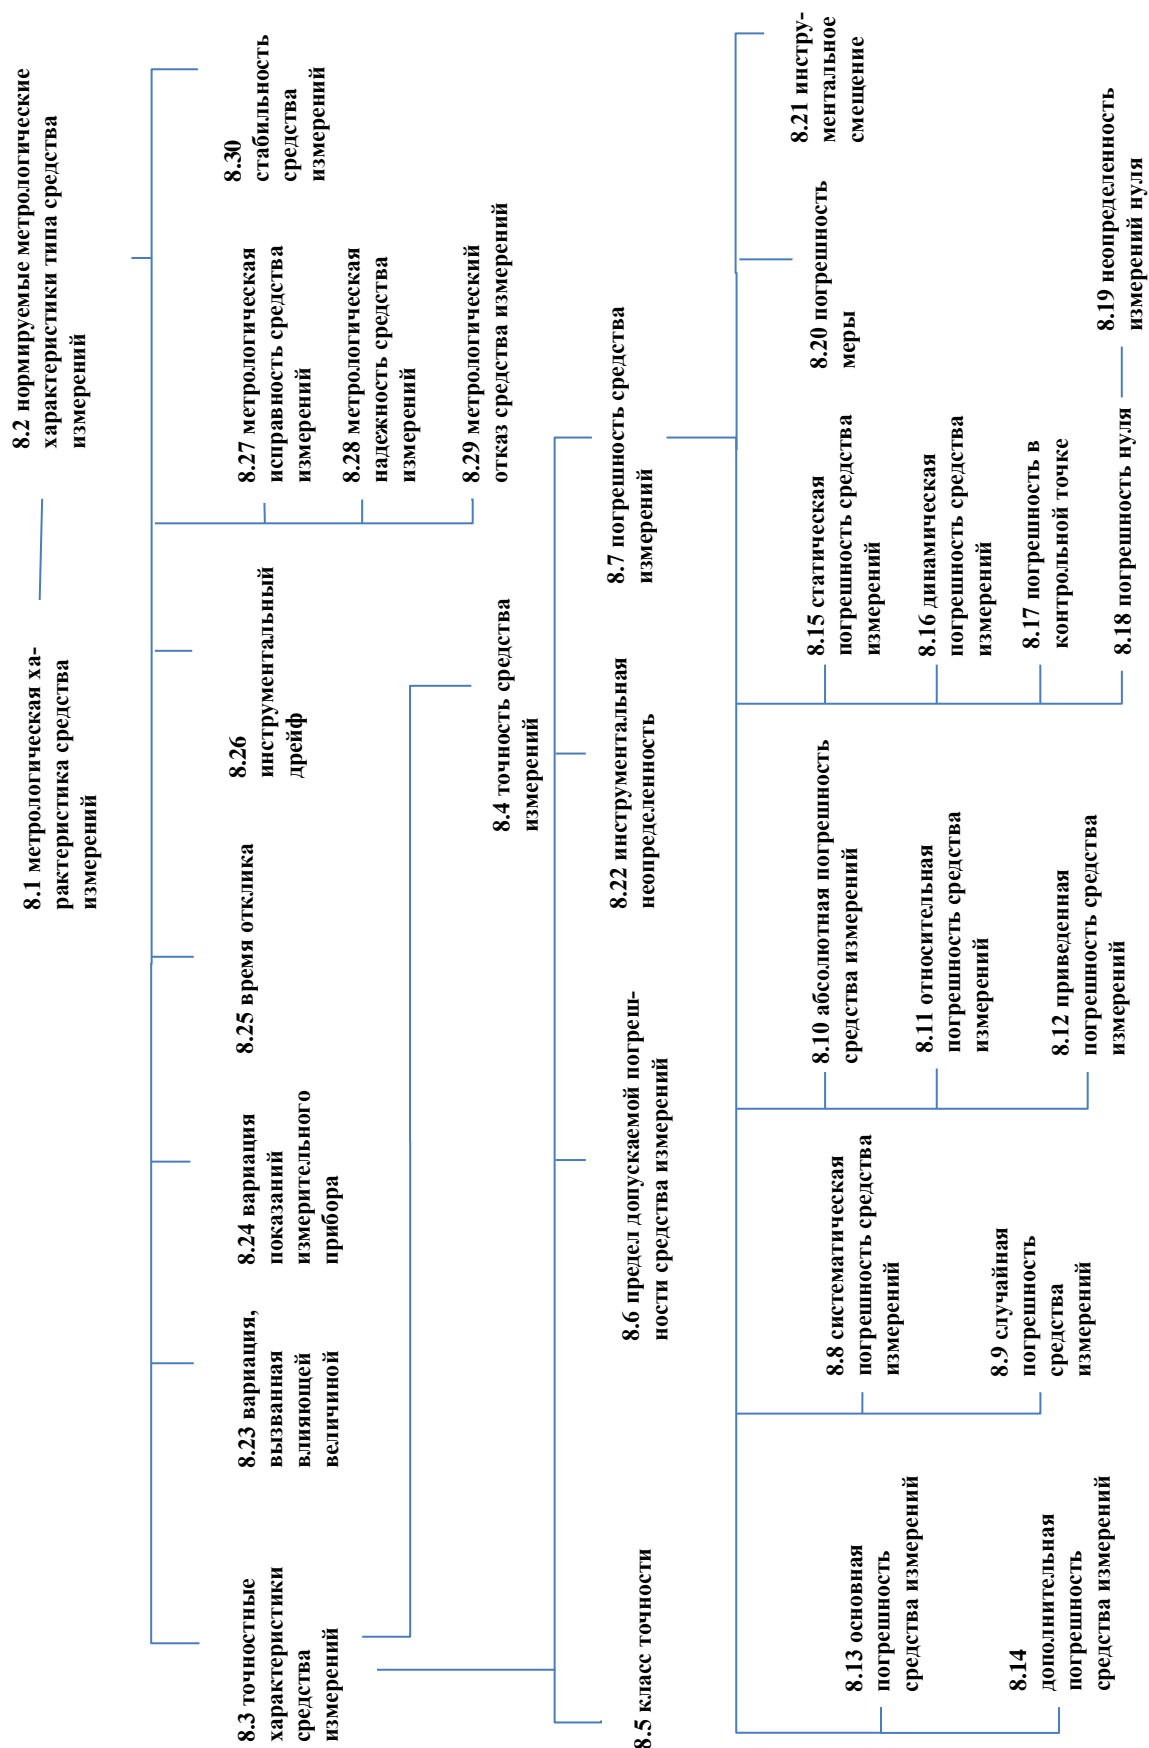 8.1 метрологическая ха-
рактеристика средства
измерений
8.2 нормируемые метрологические
характеристики типа средства
измерений
8.3 точностные
характеристики
средства
измерений
8.23 вариация,
вызванная
влияющей
величиной
8.24 вариация
показаний
измерительного
прибора
8.25 время отклика
8.26
инструментальный
дрейф
8.27 метрологическая
исправность средства
измерений
8.28 метрологическая
надежность средства
измерений
8.29 метрологический
отказ средства измерений
8.30
стабильность
средства
измерений
8.4 точность средства
измерений
8.5 класс точности
8.6 предел допускаемой погреш-
ности средства измерений
8.22 инструментальная
неопределенность
8.7 погрешность средства
измерений
8.13 основная
погрешность
средства измерений
8.14
дополнительная
погрешность
средства измерений
8.8 систематическая
погрешность средства
измерений
8.9 случайная
погрешность
средства
измерений
8.10 абсолютная погрешность
средства измерений
8.11 относительная
погрешность средства
измерений
8.12 приведенная
погрешность средства
измерений
8.15 статическая
погрешность средства
измерений
8.16 динамическая
погрешность средства
измерений
8.17 погрешность в
контрольной точке
8.18 погрешность нуля
8.19 неопределенность
измерений нуля
8.20 погрешность
меры
8.21 инстру-
ментальное
смещение